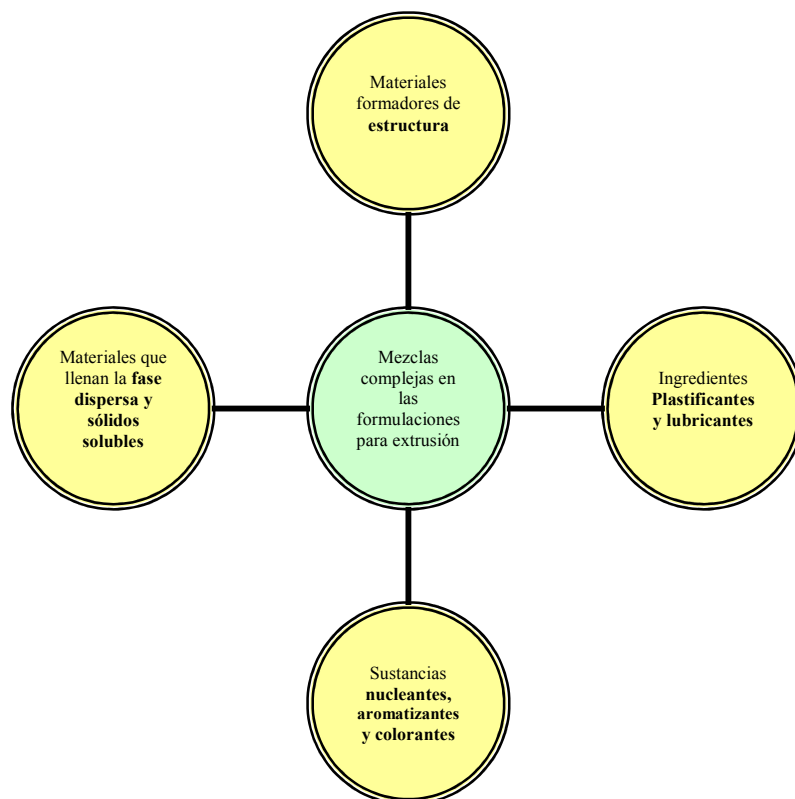 Materiales
formadores de
estructura
Materiales que
llenan la fase
dispersa y
sólidos
solubles
Mezclas
complejas en
las
formulaciones
para extrusión
Ingredientes
Plastificantes
y lubricantes
Sustancias
nucleantes,
aromatizantes
y colorantes